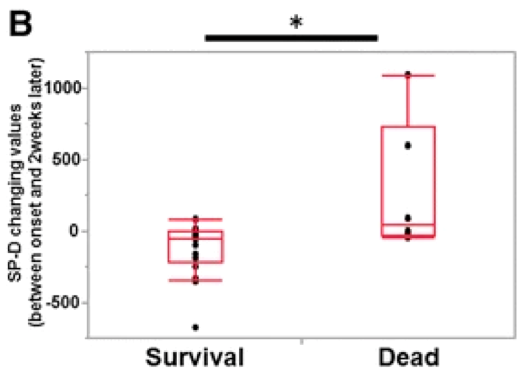 B
*
SP-D changing values
(between onset and 2weeks later)
1000
500
0
-500
Survival Dead